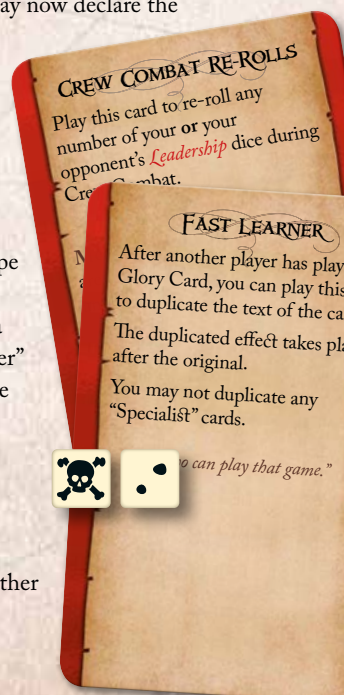 ay now declare the
CREW COMBAT RE-ROLLS
Play this card to re-roll any
number of your or your
opponent's Leadership dice during
Crew Combat.
pe
er"
e
ther
FAST LEARNER
After another player has play
Glory Card, you can play this
to duplicate the text of the ca
The duplicated effect takes pla
after the original.
You may not duplicate any
"Specialist" cards.
o can play that game."